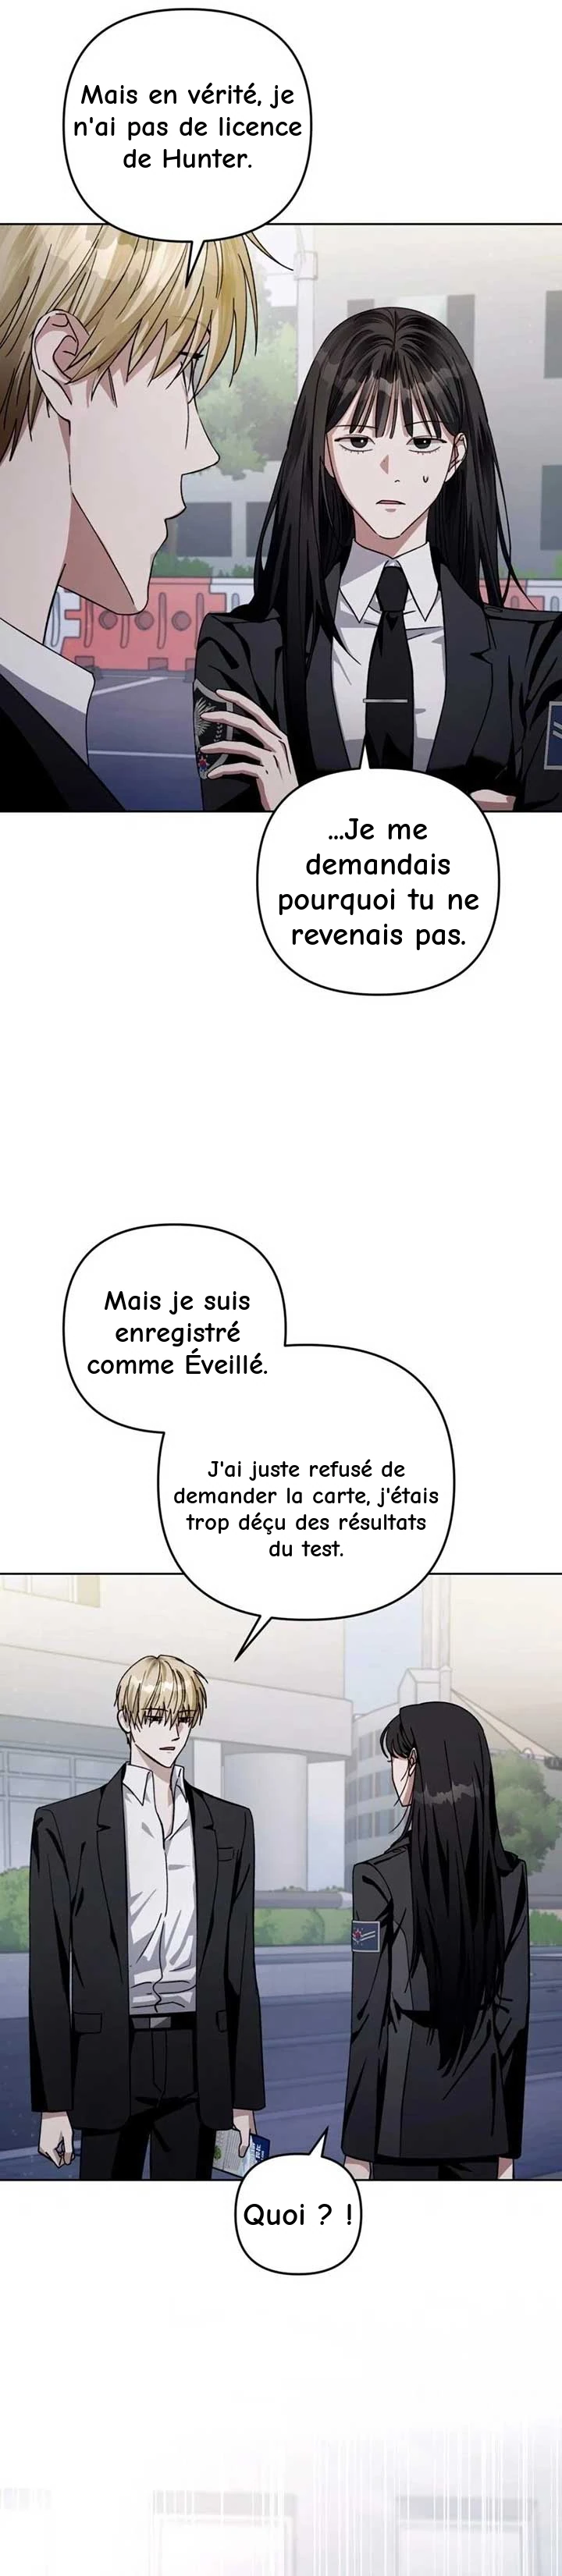 Mais en vérité, je
n'ai pas de licence
de Hunter.
...Je me
demandais
pourquoi tu ne
revenais pas.
Mais je suis
enregistré
comme Éveillé.
J'ai juste refusé de
demander la carte, j'étais
trop déçu des résultats
du test.
Quoi ? !